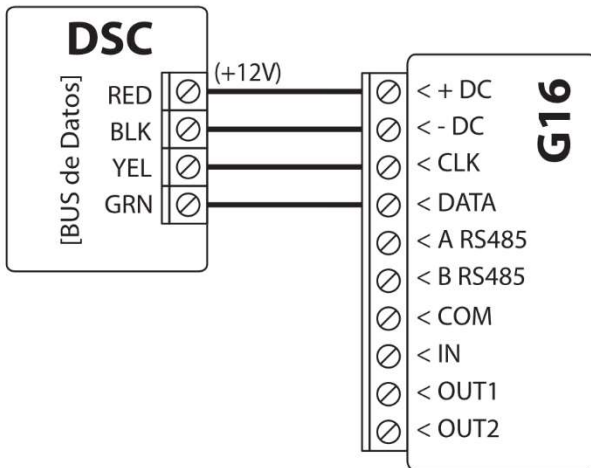 DSC
[BUS de Datos]
RED
BLK
YEL
GRN
(+12V)
G16
< + DC
< - DC
< CLK
< DATA
< A RS485
< B RS485
< COM
< IN
< OUT1
< OUT2